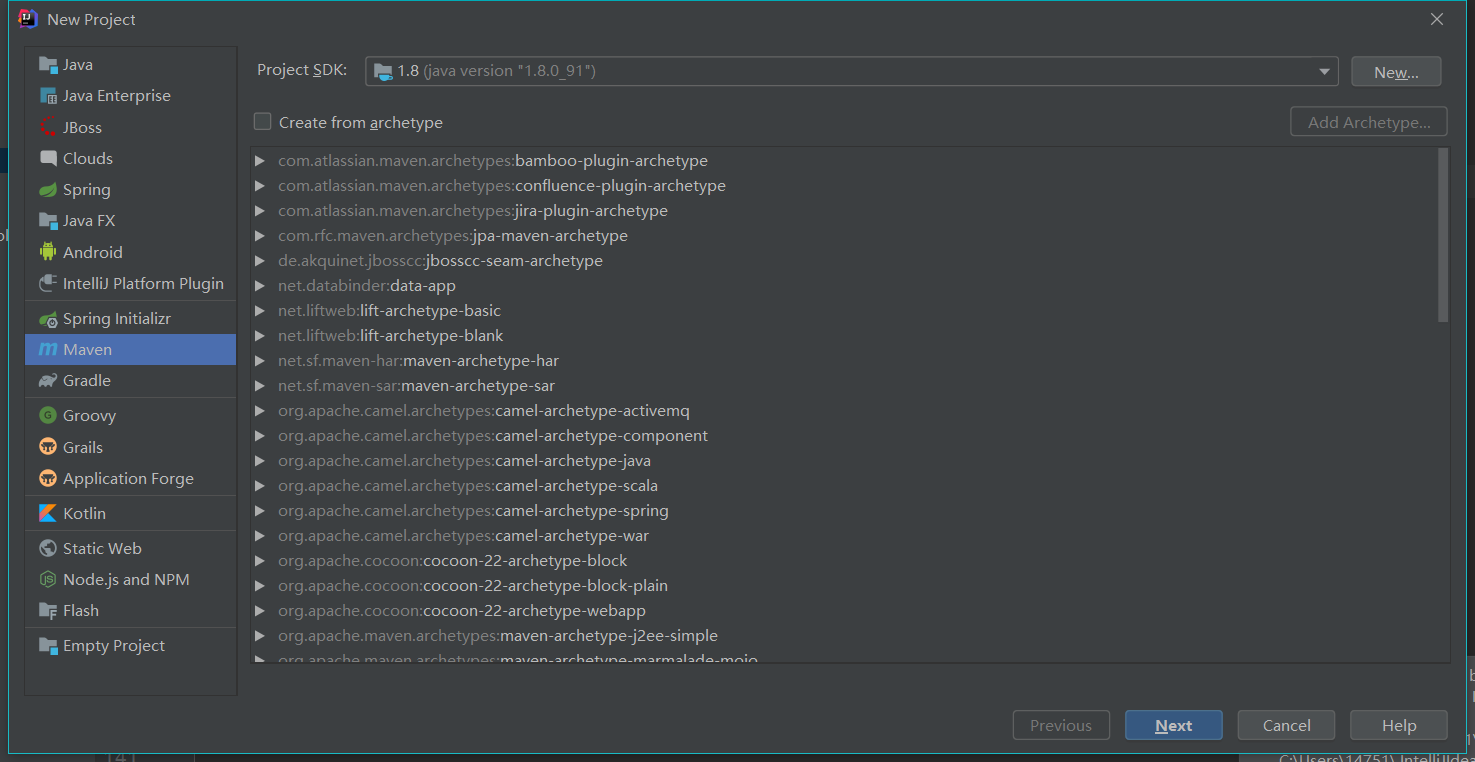 New Project
Java
Java Enterprise
JBoss
Clouds
Spring
Java FX
Android
IntelliJ Platform Plugin
Spring Initializr
Maven
Gradle
Groovy
Grails
Application Forge
Kotlin
Static Web
Node.js and NPM
Flash
Empty Project
Project SDK: 1.8 (java version "1.8.0_91") New...
Create from archetype Add Archetype...
com.atlassian.maven.archetypes:bamboo-plugin-archetype
com.atlassian.maven.archetypes:confluence-plugin-archetype
com.atlassian.maven.archetypes:jira-plugin-archetype
com.rfc.maven.archetypes:jpa-maven-archetype
de.akquinet.jbosscc:jbosscc-seam-archetype
net.databinder:data-app
net.liftweb:lift-archetype-basic
net.liftweb:lift-archetype-blank
net.sf.maven-har:maven-archetype-har
net.sf.maven-sar:maven-archetype-sar
org.apache.camel.archetypes:camel-archetype-activemq
org.apache.camel.archetypes:camel-archetype-component
org.apache.camel.archetypes:camel-archetype-java
org.apache.camel.archetypes:camel-archetype-scala
org.apache.camel.archetypes:camel-archetype-spring
org.apache.camel.archetypes:camel-archetype-war
org.apache.cocoon:cocoon-22-archetype-block
org.apache.cocoon:cocoon-22-archetype-block-plain
org.apache.cocoon:cocoon-22-archetype-webapp
org.apache.maven.archetypes:maven-archetype-j2ee-simple
org.apache.maven.archetypes:maven-archetype-marmalade-mojo
Previous Next Cancel Help